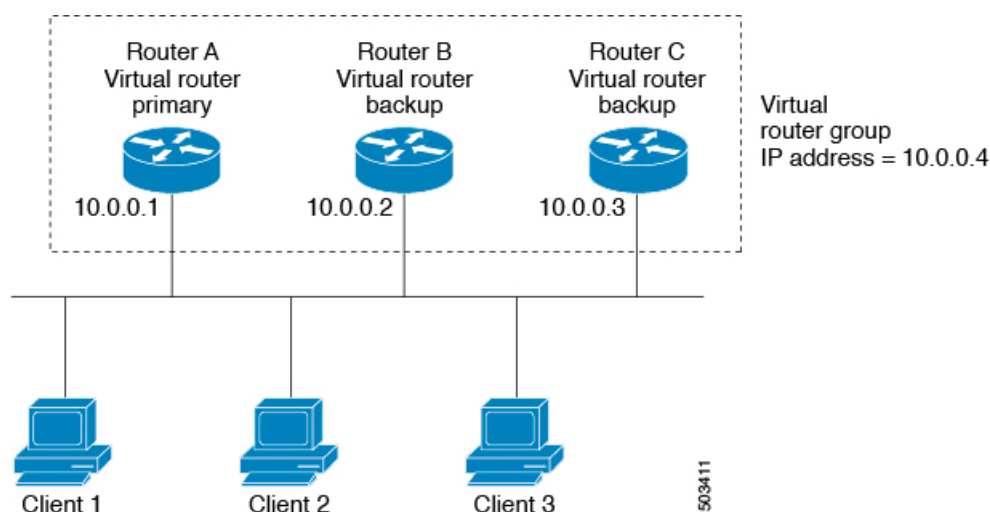 Router A
Virtual router
primary
Router B
Virtual router
backup
Router C
Virtual router
backup
Virtual
router group
IP address = 10.0.0.4
10.0.0.1
10.0.0.2
10.0.0.3
Client 1
Client 2
Client 3
503411